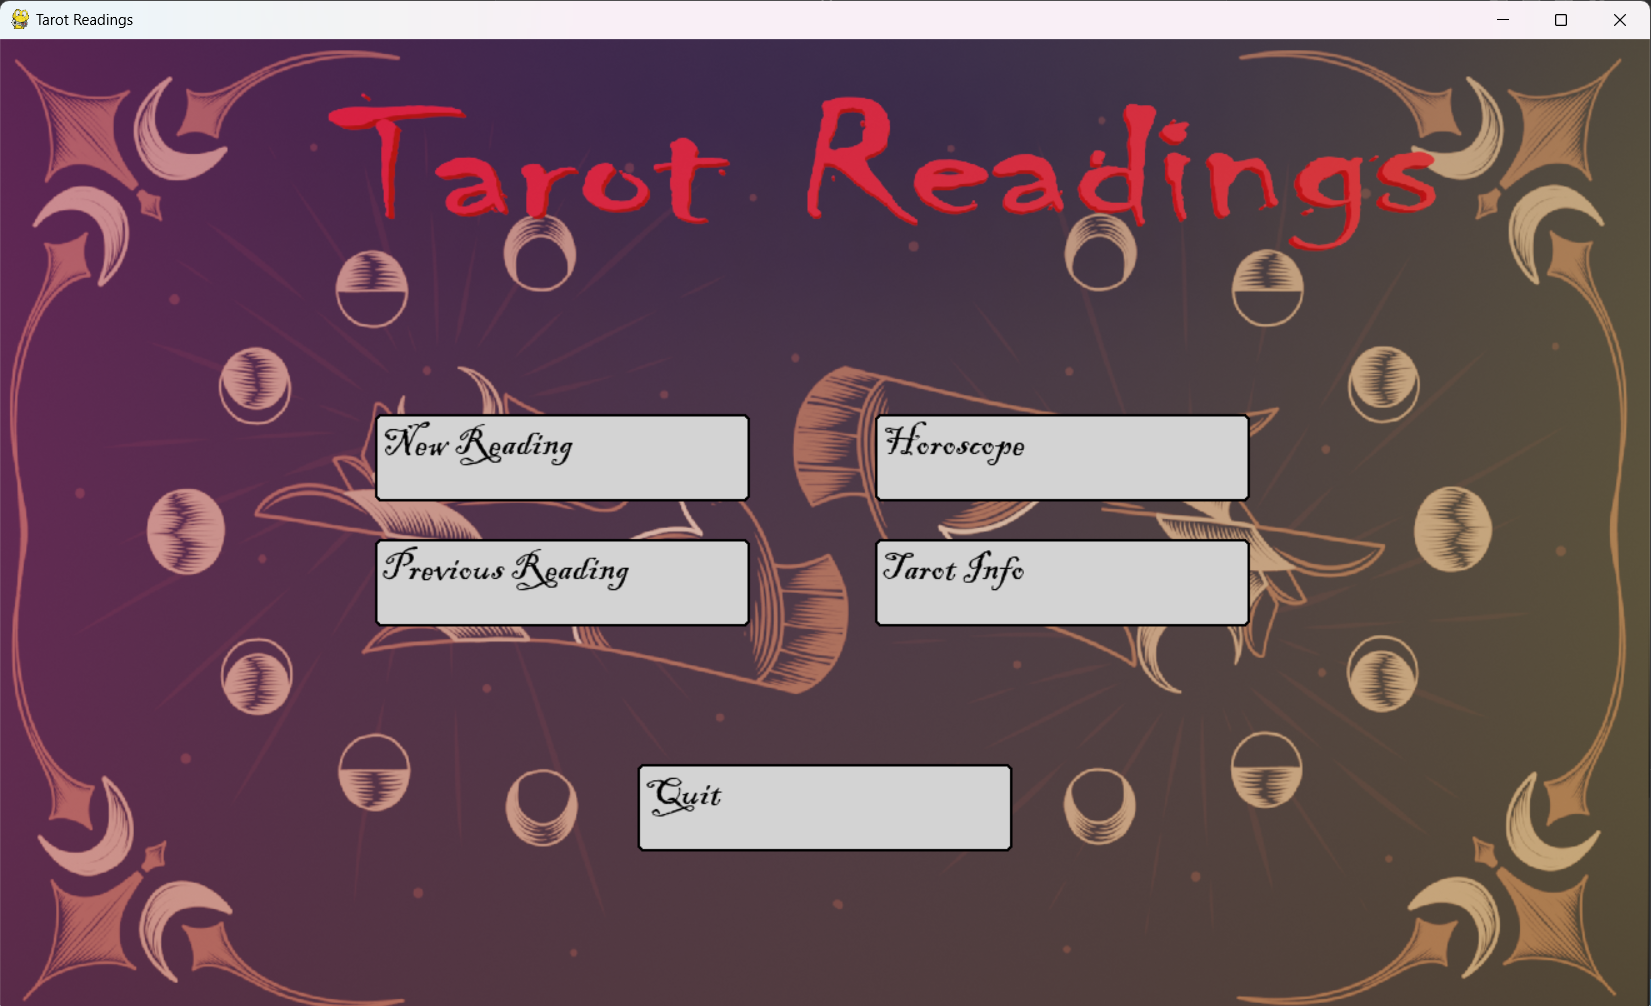 Tarot Readings
Tarot Readings
New Reading
Horoscope
Previous Reading
Tarot Info
Quit